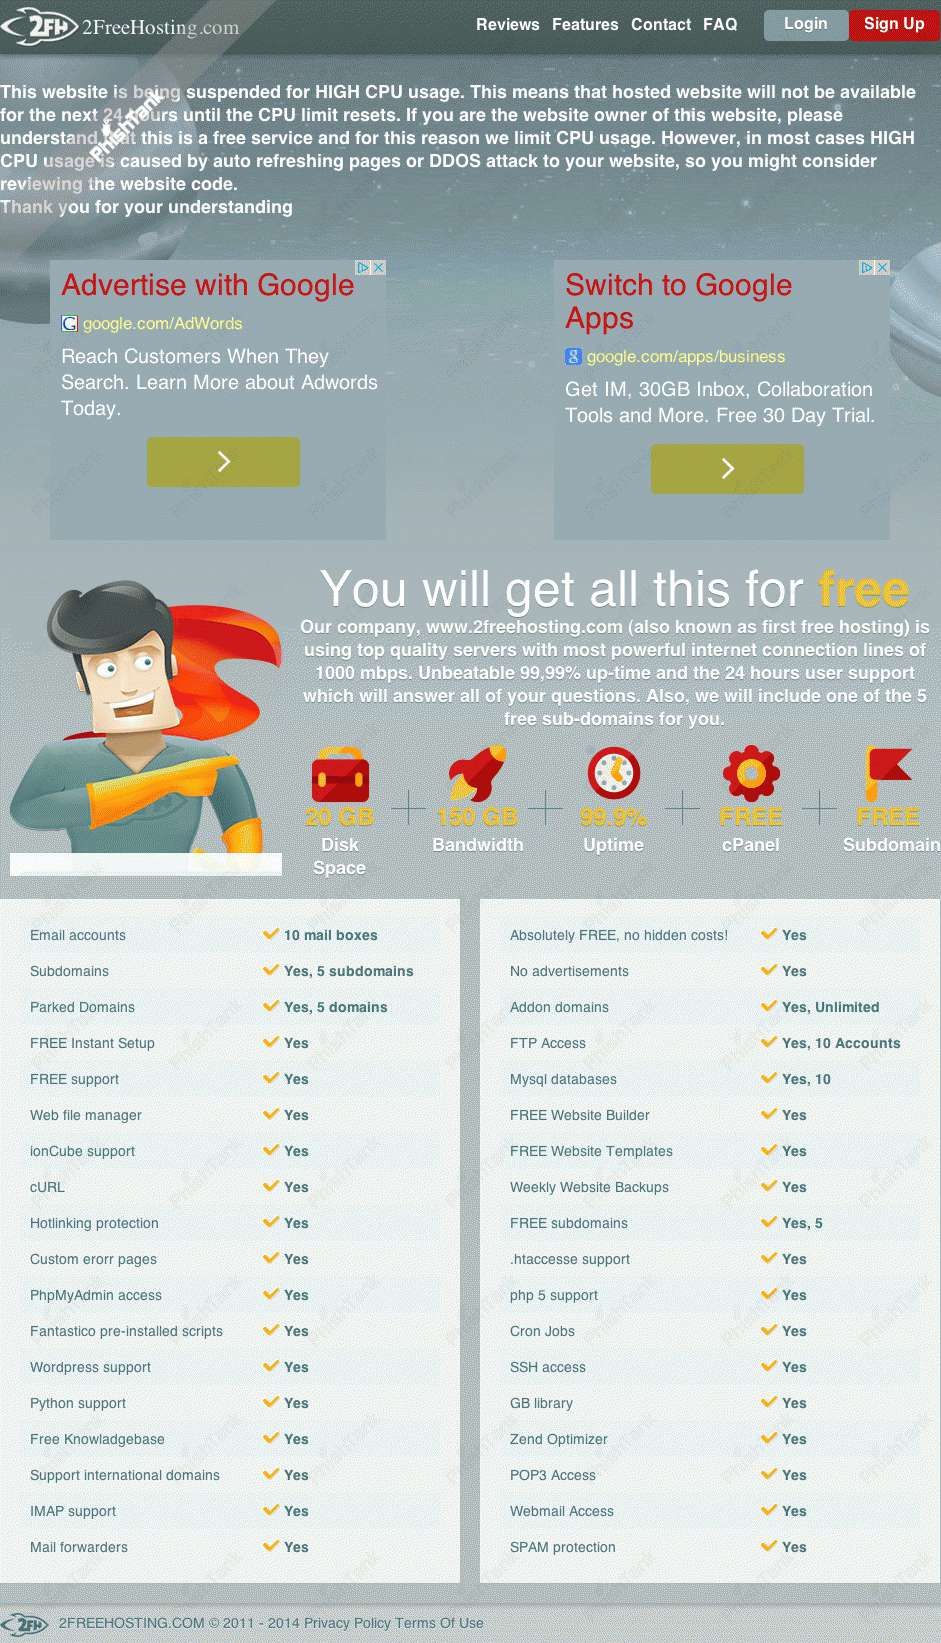 2FH 2FreeHosting.com
Reviews Features Contact FAQ Login Sign Up
This website is being suspended for HIGH CPU usage. This means that hosted website will not be available
for the next 24 hours until the CPU limit resets. If you are the website owner of this website, please
understand that this is a free service and for this reason we limit CPU usage. However, in most cases HIGH
CPU usage is caused by auto refreshing pages or DDOS attack to your website, so you might consider
reviewing the website code.
Thank you for your understanding
PhishTank
Advertise with Google
google.com/AdWords
Reach Customers When They
Search. Learn More about Adwords
Today.
Switch to Google
Apps
google.com/apps/business
Get IM, 30GB Inbox, Collaboration
Tools and More. Free 30 Day Trial.
You will get all this for free
Our company, www.2freehosting.com (also known as first free hosting) is
using top quality servers with most powerful internet connection lines of
1000 mbps. Unbeatable 99,99% up-time and the 24 hours user support
which will answer all of your questions. Also, we will include one of the 5
free sub-domains for you.
20 GB
Disk
Space
150 GB
Bandwidth
99.9%
Uptime
FREE
cPanel
FREE
Subdomain
Email accounts 10 mail boxes
Subdomains Yes, 5 subdomains
Parked Domains Yes, 5 domains
FREE Instant Setup Yes
FREE support Yes
Web file manager Yes
ionCube support Yes
cURL Yes
Hotlinking protection Yes
Custom erorr pages Yes
PhpMyAdmin access Yes
Fantastico pre-installed scripts Yes
Wordpress support Yes
Python support Yes
Free Knowladgebase Yes
Support international domains Yes
IMAP support Yes
Mail forwarders Yes
Absolutely FREE, no hidden costs! Yes
No advertisements Yes
Addon domains Yes, Unlimited
FTP Access Yes, 10 Accounts
Mysql databases Yes, 10
FREE Website Builder Yes
FREE Website Templates Yes
Weekly Website Backups Yes
FREE subdomains Yes, 5
.htaccesse support Yes
php 5 support Yes
Cron Jobs Yes
SSH access Yes
GB library Yes
Zend Optimizer Yes
POP3 Access Yes
Webmail Access Yes
SPAM protection Yes
2FH 2FREEHOSTING.COM © 2011 - 2014 Privacy Policy Terms Of Use